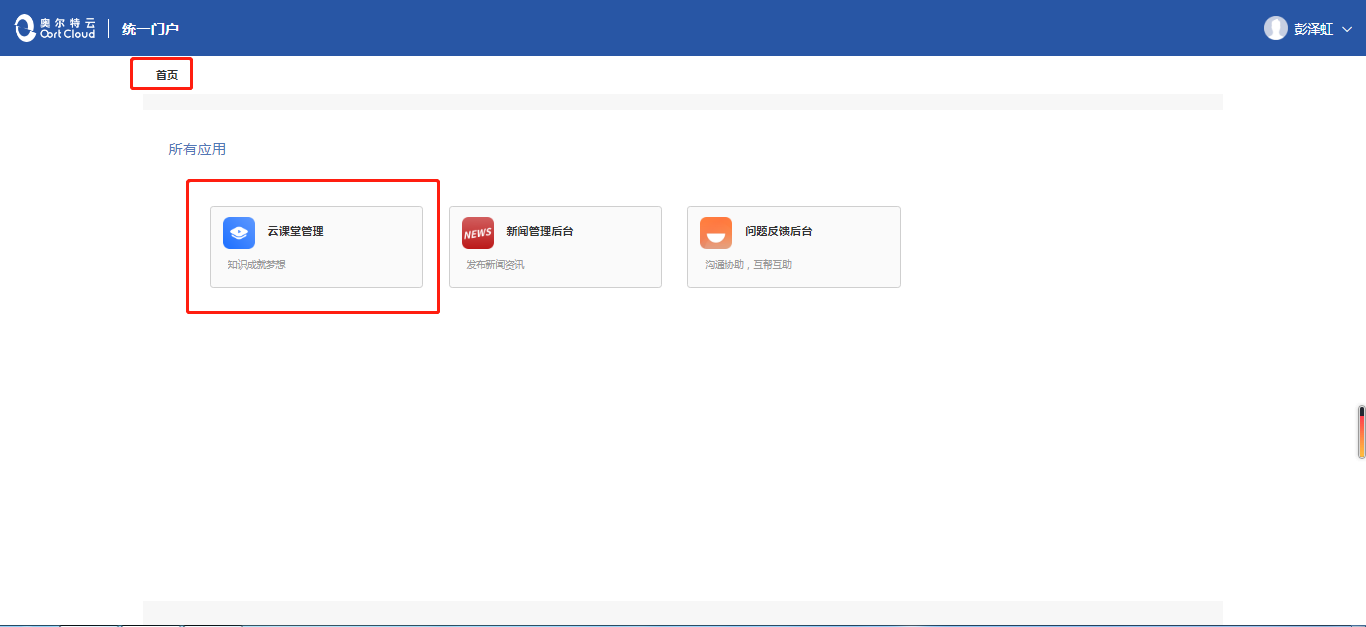 奥尔特云
Oort Cloud
统一门户
彭泽虹
首页
所有应用
云课堂管理
知识成就梦想
NEWS
新闻管理后台
发布新闻资讯
问题反馈后台
沟通协助，互帮互助